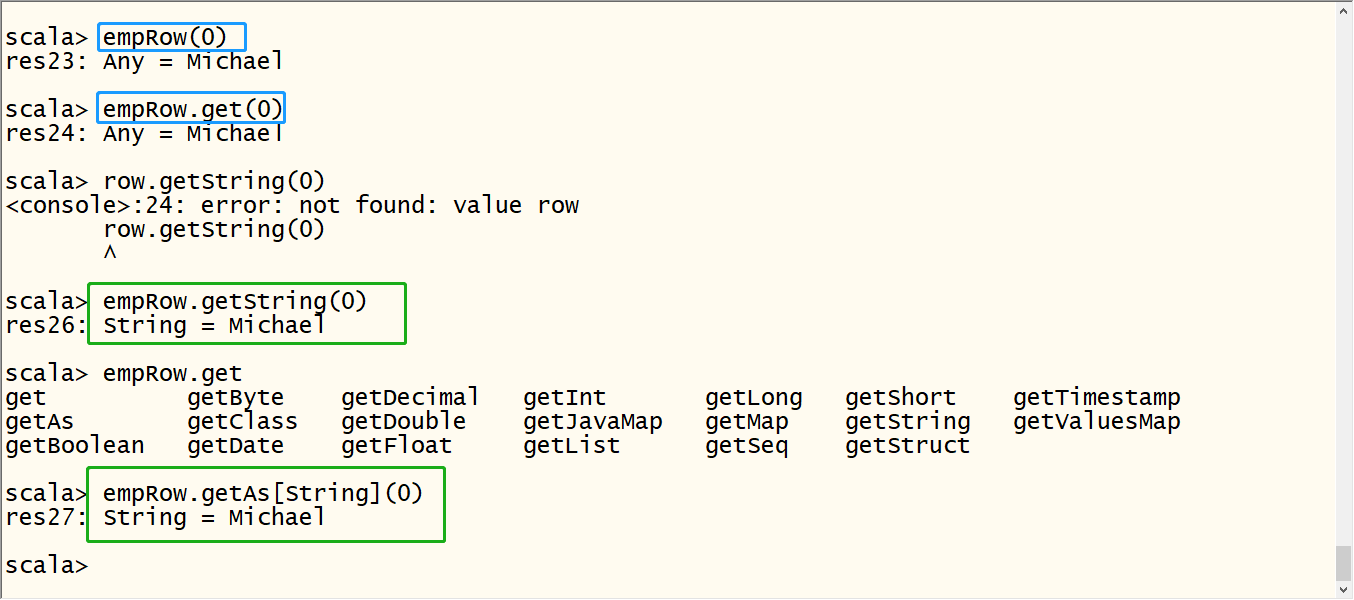 scala> empRow(0)
res23: Any = Michael
scala> empRow.get(0)
res24: Any = Michael
scala> row.getString(0)
<console>:24: error: not found: value row
       row.getString(0)
       ^
scala> empRow.getString(0)
res26: String = Michael
scala> empRow.get
get          getByte    getDecimal   getInt       getLong   getShort    getTimestamp
getAs        getClass   getDouble    getJavaMap   getMap    getString   getValuesMap
getBoolean   getDate    getFloat     getList      getSeq    getStruct
scala> empRow.getAs[String](0)
res27: String = Michael
scala>